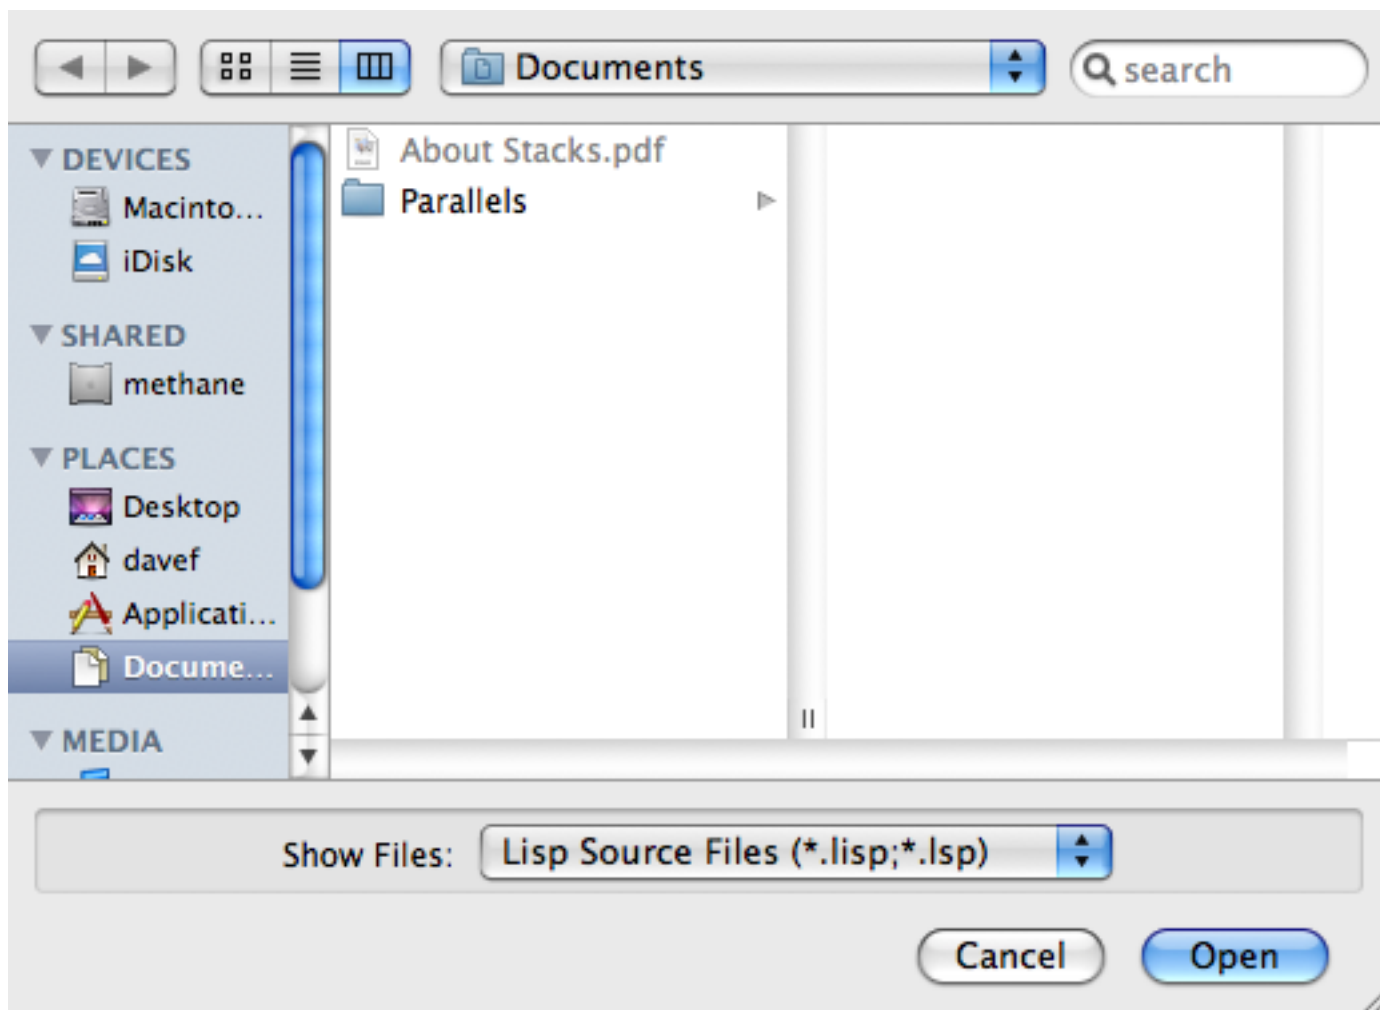 Documents
search
DEVICES
Macinto...
iDisk
SHARED
methane
PLACES
Desktop
davef
Applicati...
Docume...
MEDIA
About Stacks.pdf
Parallels
Show Files:
Lisp Source Files (*.lisp;*.lsp)
Cancel
Open